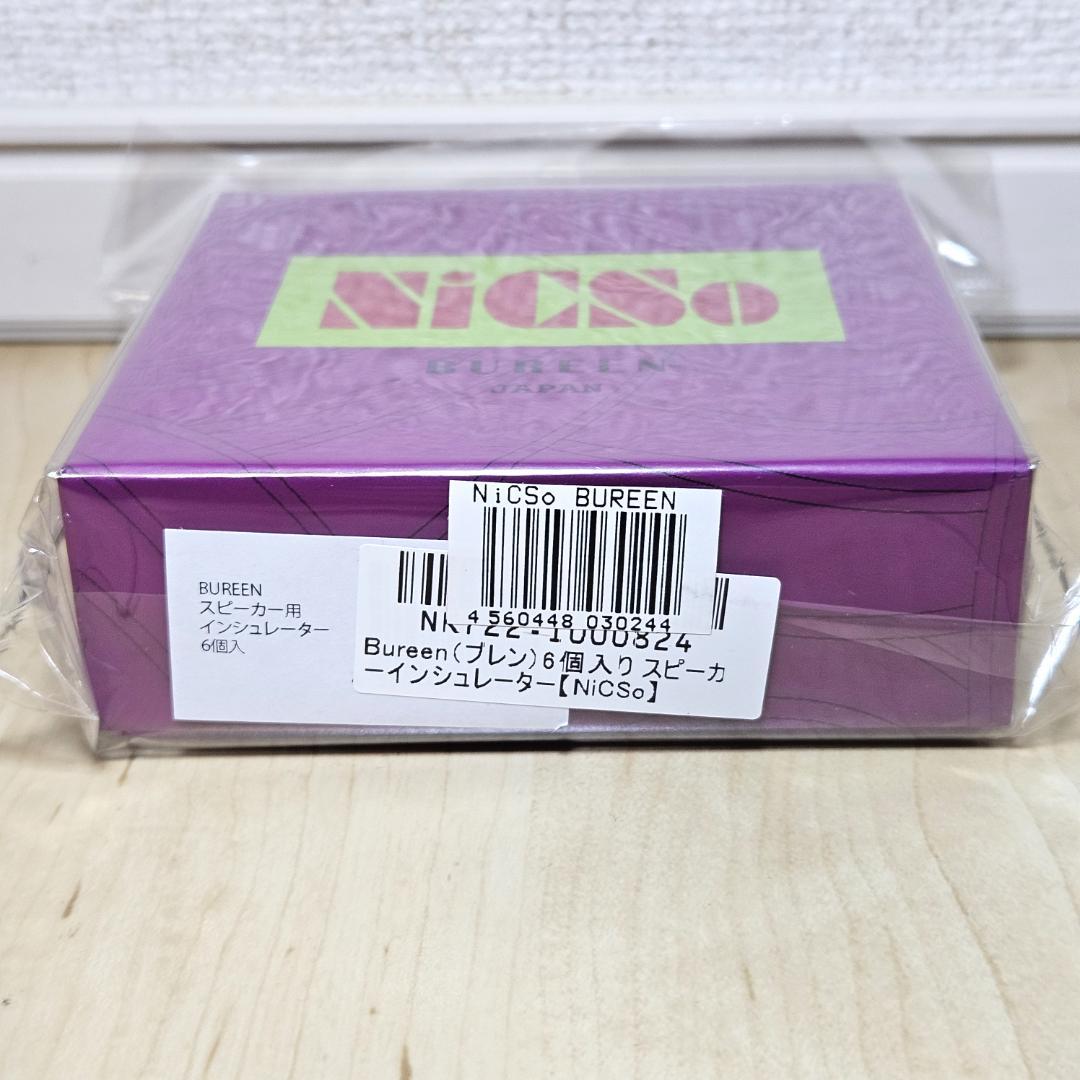 NiCSo
BUREEN
JAPAN
NiCSo BUREEN
4 560448 030244
BUREEN
スピーカー用
インシュレーター
6個入
Bureen(ブレン)6個入り スピーカ
ーインシュレーター【NiCSo】